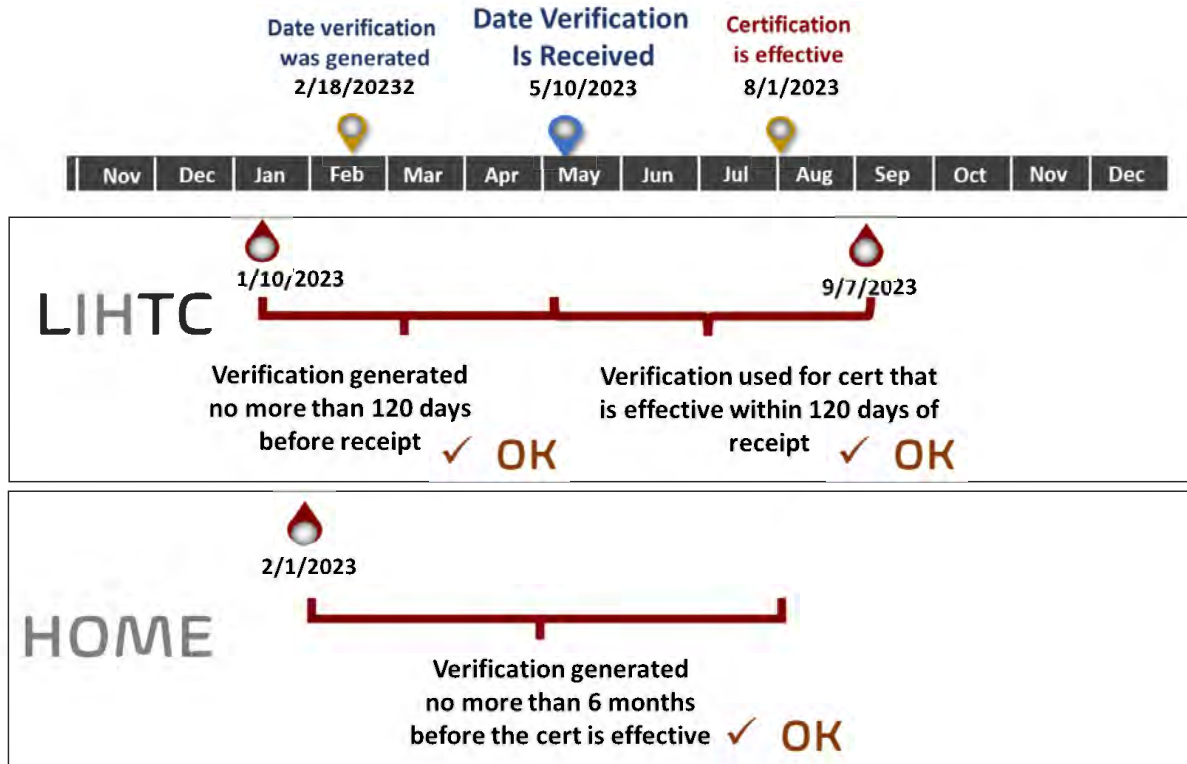 Date verification
was generated
2/18/20232
Date Verification
Is Received
5/10/2023
Certification
is effective
8/1/2023
Nov Dec Jan Feb Mar Apr May Jun Jul Aug Sep Oct Nov Dec
LIHTC
1/10/2023
9/7/2023
Verification generated
no more than 120 days
before receipt ✓ OK
Verification used for cert that
is effective within 120 days of
receipt ✓ OK
HOME
2/1/2023
Verification generated
no more than 6 months
before the cert is effective ✓ OK